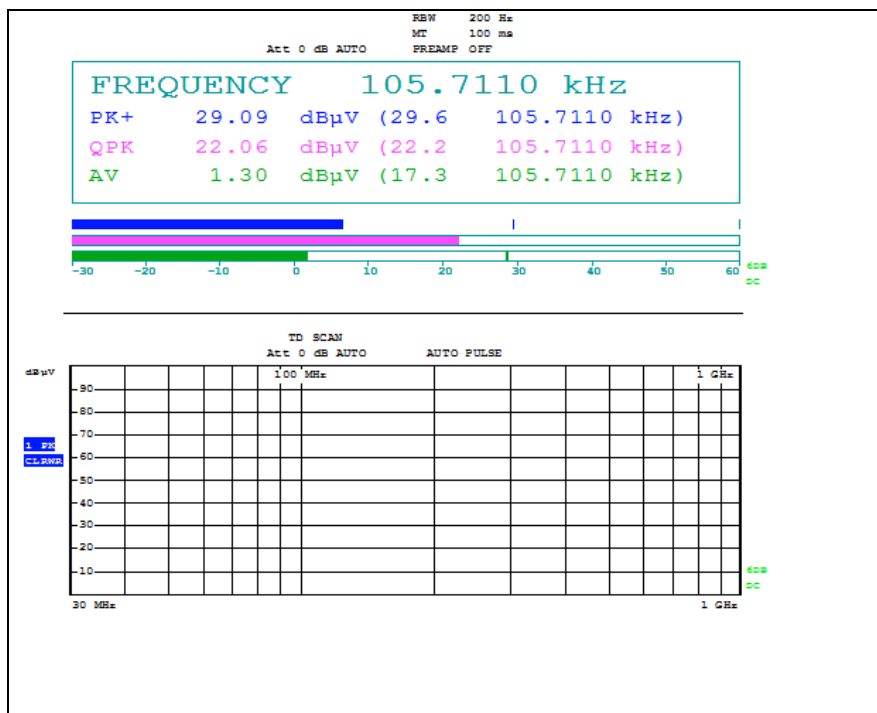 RBW 200 Hz
MT 100 ms
Att 0 dB AUTO PREAMP OFF
FREQUENCY 105.7110 kHz
PK+ 29.09 dBµV (29.6 105.7110 kHz)
QPK 22.06 dBµV (22.2 105.7110 kHz)
AV 1.30 dBµV (17.3 105.7110 kHz)
-30 -20 -10 0 10 20 30 40 50 60
6DB
DC
TD SCAN
Att 0 dB AUTO AUTO PULSE
dBµV
100 MHz 1 GHz
90
80
70
1 PK
CLRWR
60
50
40
30
20
10
6DB
DC
30 MHz 1 GHz